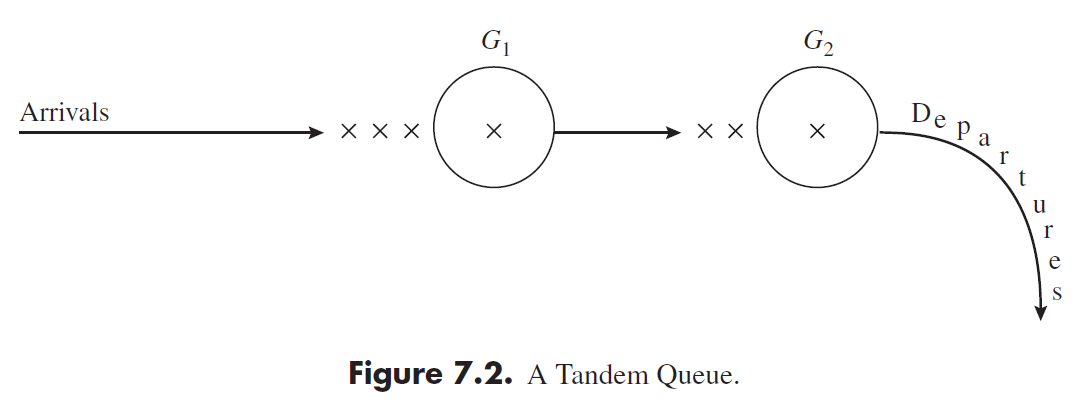 G₁ G₂
Arrivals
Departures
Figure 7.2. A Tandem Queue.